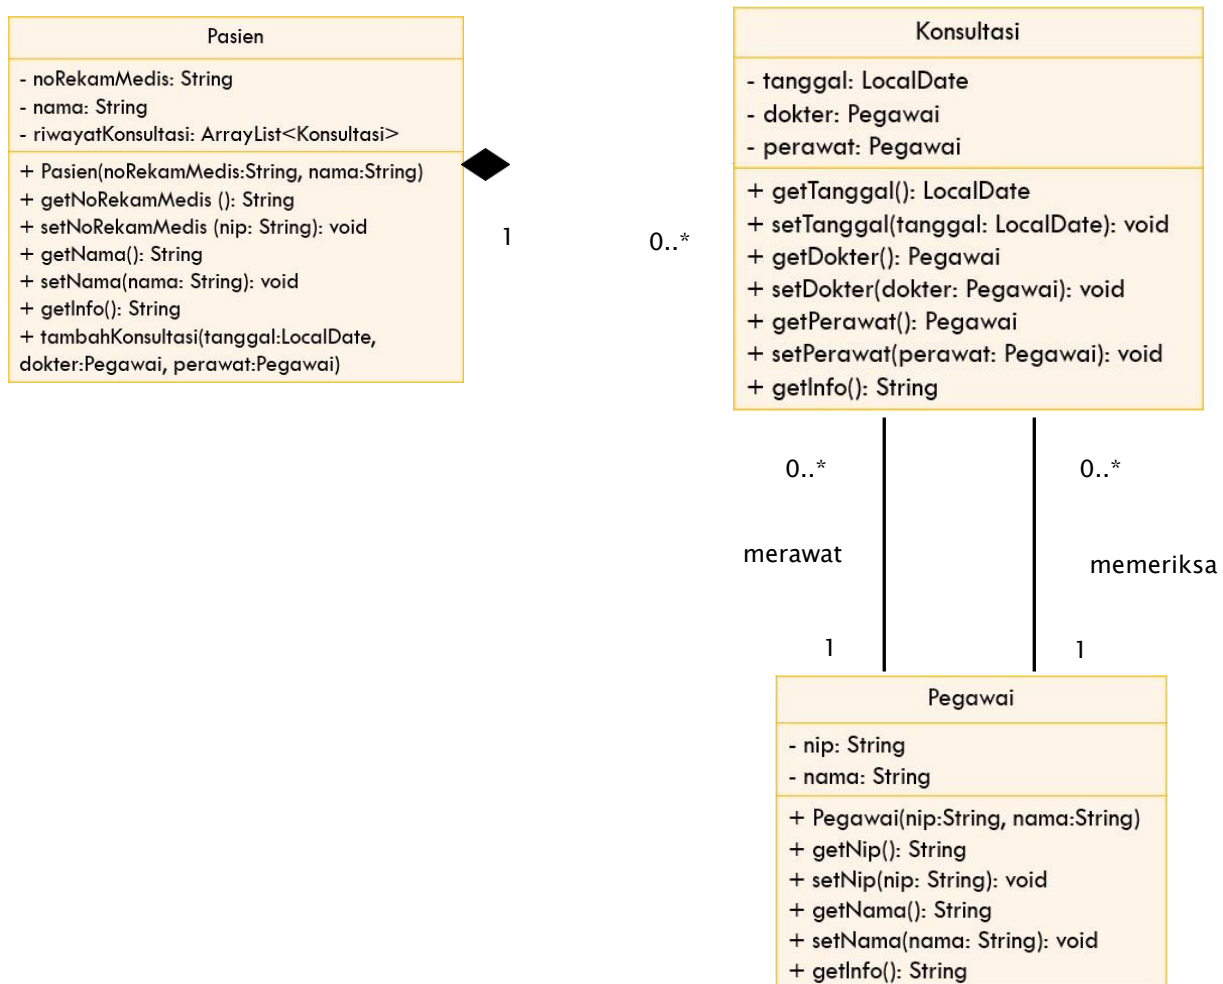 Pasien
- noRekamMedis: String
- nama: String
- riwayatKonsultasi: ArrayList<Konsultasi>
+ Pasien(noRekamMedis:String, nama:String)
+ getNoRekamMedis (): String
+ setNoRekamMedis (nip: String): void
+ getNama(): String
+ setNama(nama: String): void
+ getInfo(): String
+ tambahKonsultasi(tanggal:LocalDate,
dokter:Pegawai, perawat:Pegawai)
1
0..*
Konsultasi
- tanggal: LocalDate
- dokter: Pegawai
- perawat: Pegawai
+ getTanggal(): LocalDate
+ setTanggal(tanggal: LocalDate): void
+ getDokter(): Pegawai
+ setDokter(dokter: Pegawai): void
+ getPerawat(): Pegawai
+ setPerawat(perawat: Pegawai): void
+ getInfo(): String
0..*
0..*
merawat
memeriksa
1
1
Pegawai
- nip: String
- nama: String
+ Pegawai(nip:String, nama:String)
+ getNip(): String
+ setNip(nip: String): void
+ getNama(): String
+ setNama(nama: String): void
+ getInfo(): String